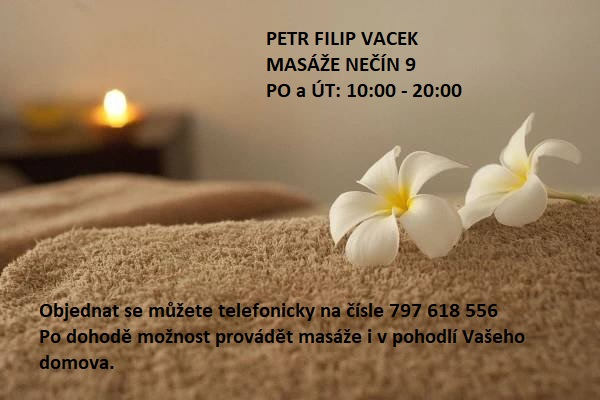 PETR FILIP VACEK
MASÁŽE NEČÍN 9
PO a ÚT: 10:00 - 20:00
Objednat se můžete telefonicky na čísle 797 618 556
Po dohodě možnost provádět masáže i v pohodlí Vašeho
domova.